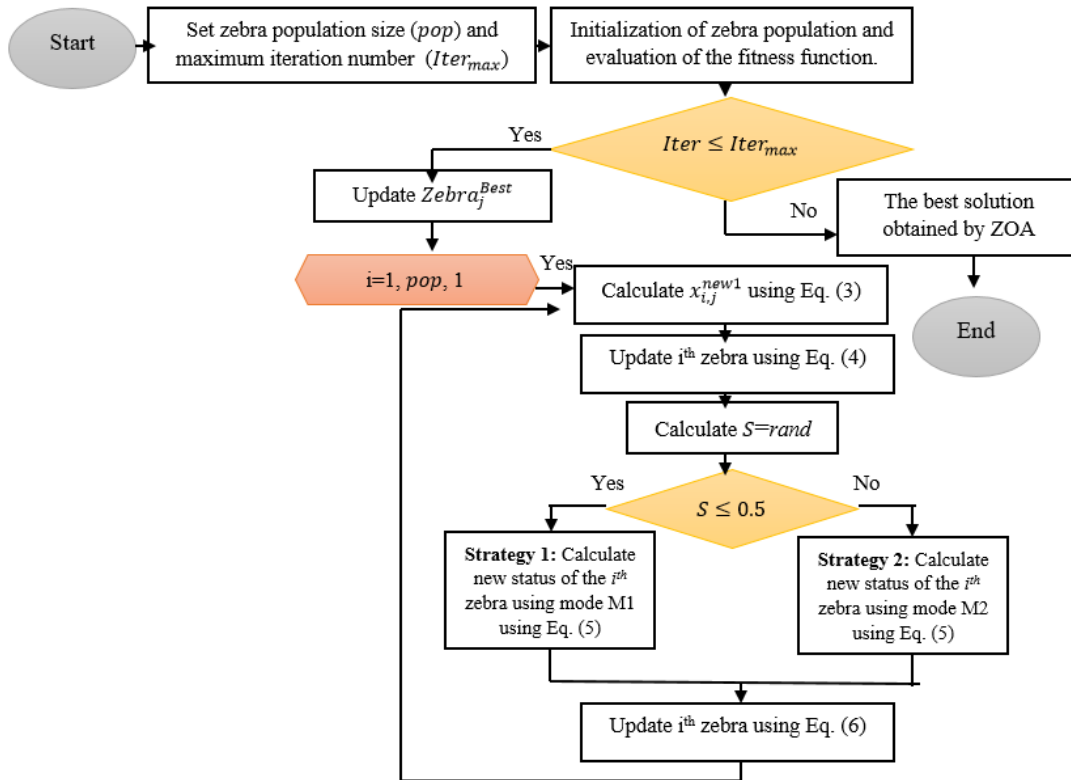 Start
Set zebra population size (pop) and
maximum iteration number (Iter_max)
Initialization of zebra population and
evaluation of the fitness function.
Yes
Iter ≤ Iter_max
Update Zebra_j^Best
No
The best solution
obtained by ZOA
i=1, pop, 1
Yes
Calculate x_{i,j}^{new1} using Eq. (3)
End
Update i^th zebra using Eq. (4)
Calculate S=rand
Yes
No
S ≤ 0.5
Strategy 1: Calculate
new status of the i^th
zebra using mode M1
using Eq. (5)
Strategy 2: Calculate
new status of the i^th
zebra using mode M2
using Eq. (5)
Update i^th zebra using Eq. (6)